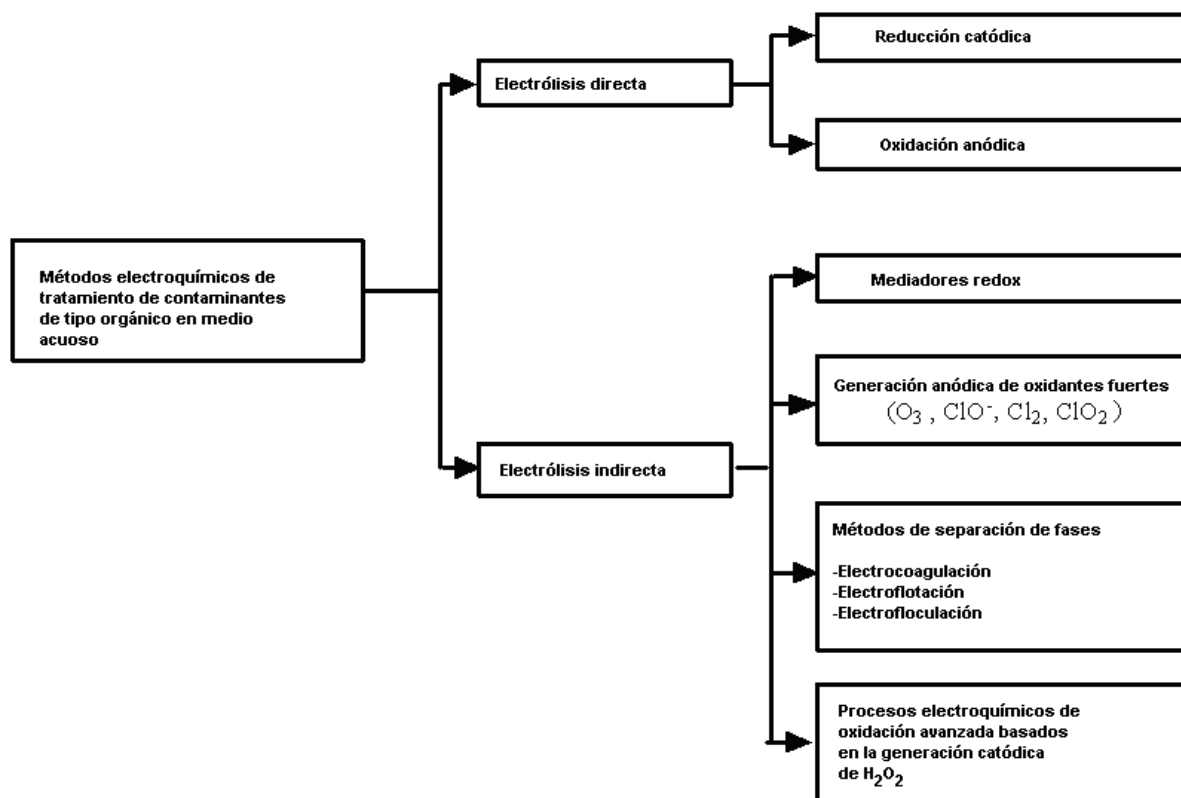 Métodos electroquímicos de
tratamiento de contaminantes
de tipo orgánico en medio
acuoso
Electrólisis directa
Reducción catódica
Oxidación anódica
Electrólisis indirecta
Mediadores redox
Generación anódica de oxidantes fuertes
(O₃ , ClO⁻, Cl₂, ClO₂ )
Métodos de separación de fases
-Electrocoagulación
-Electroflotación
-Electrofloculación
Procesos electroquímicos de
oxidación avanzada basados
en la generación catódica
de H₂O₂